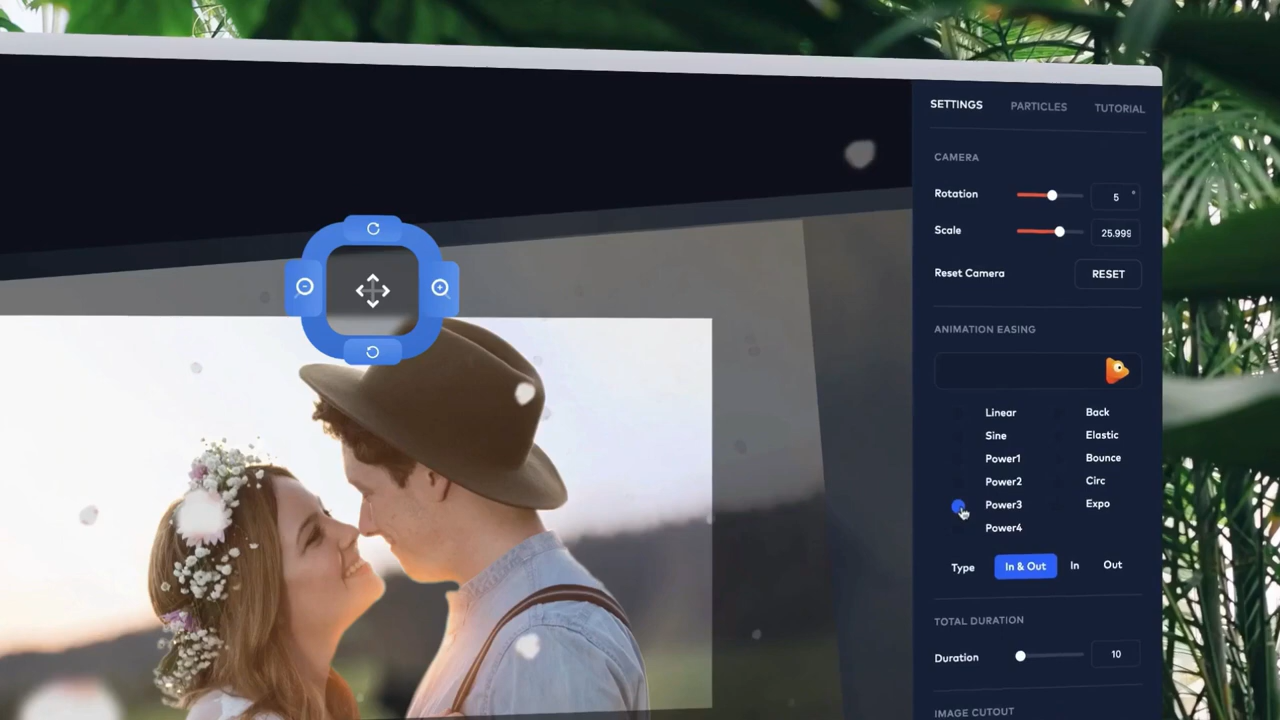 SETTINGS PARTICLES TUTORIAL
CAMERA
Rotation 5 °
Scale 25.999
Reset Camera RESET
ANIMATION EASING
Linear Back
Sine Elastic
Power1 Bounce
Power2 Circ
Power3 Expo
Power4
Type In & Out In Out
TOTAL DURATION
Duration 10
IMAGE CUTOUT